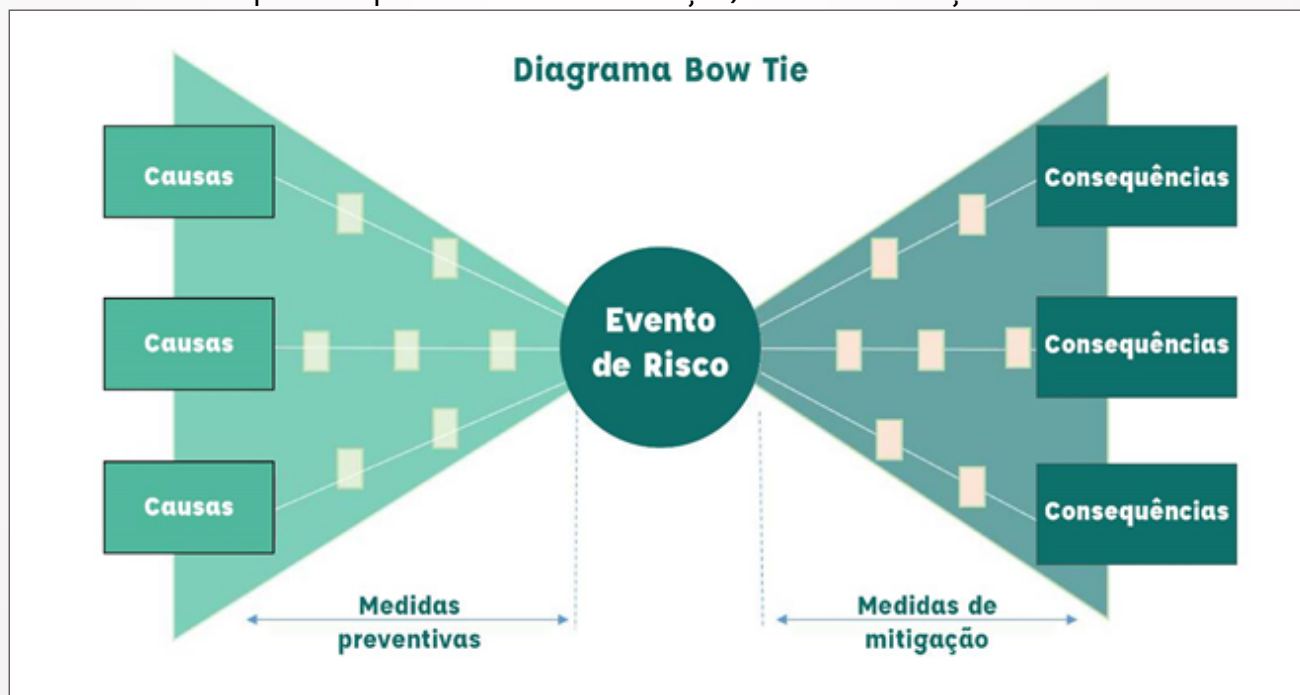 Diagrama Bow Tie
Causas
Consequências
Causas
Evento
de Risco
Consequências
Causas
Consequências
Medidas
preventivas
Medidas de
mitigação